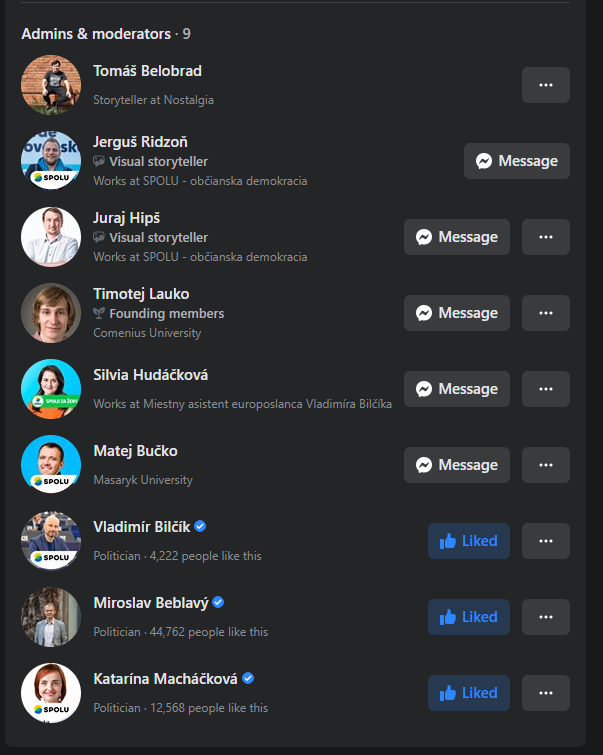 Admins & moderators · 9
Tomáš Belobrad
Storyteller at Nostalgia
Jerguš Ridzoň
Visual storyteller
Message
Works at SPOLU - občianska demokracia
SPOLU
Juraj Hipš
Visual storyteller
Message
Works at SPOLU - občianska demokracia
Timotej Lauko
Founding members
Message
Comenius University
Silvia Hudáčková
Message
Works at Miestny asistent europoslanca Vladimíra Bilčíka
SPOLU ZA ŽENY
Matej Bučko
Message
Masaryk University
SPOLU
Vladimír Bilčík
Liked
Politician · 4,222 people like this
SPOLU
Miroslav Beblavý
Liked
Politician · 44,762 people like this
Katarína Macháčková
Liked
Politician · 12,568 people like this
SPOLU